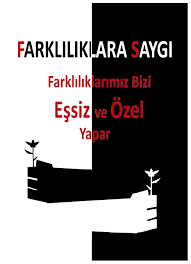 FARKLILIKLARA SAYGI
Farklılıklarımız Bizi
Eşsiz ve Özel
Yapar